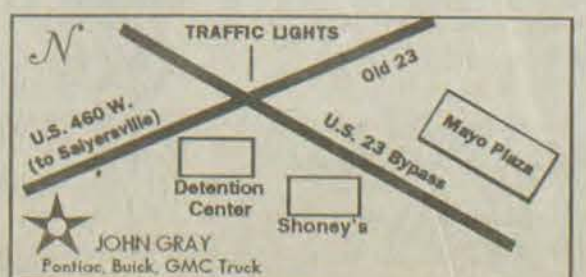 N
TRAFFIC LIGHTS
Old 23
U.S. 460 W.
(to Salyersville)
Mayo Plaza
U.S. 23 Bypass
Detention
Center
Shoney's
JOHN GRAY
Pontiac, Buick, GMC Truck